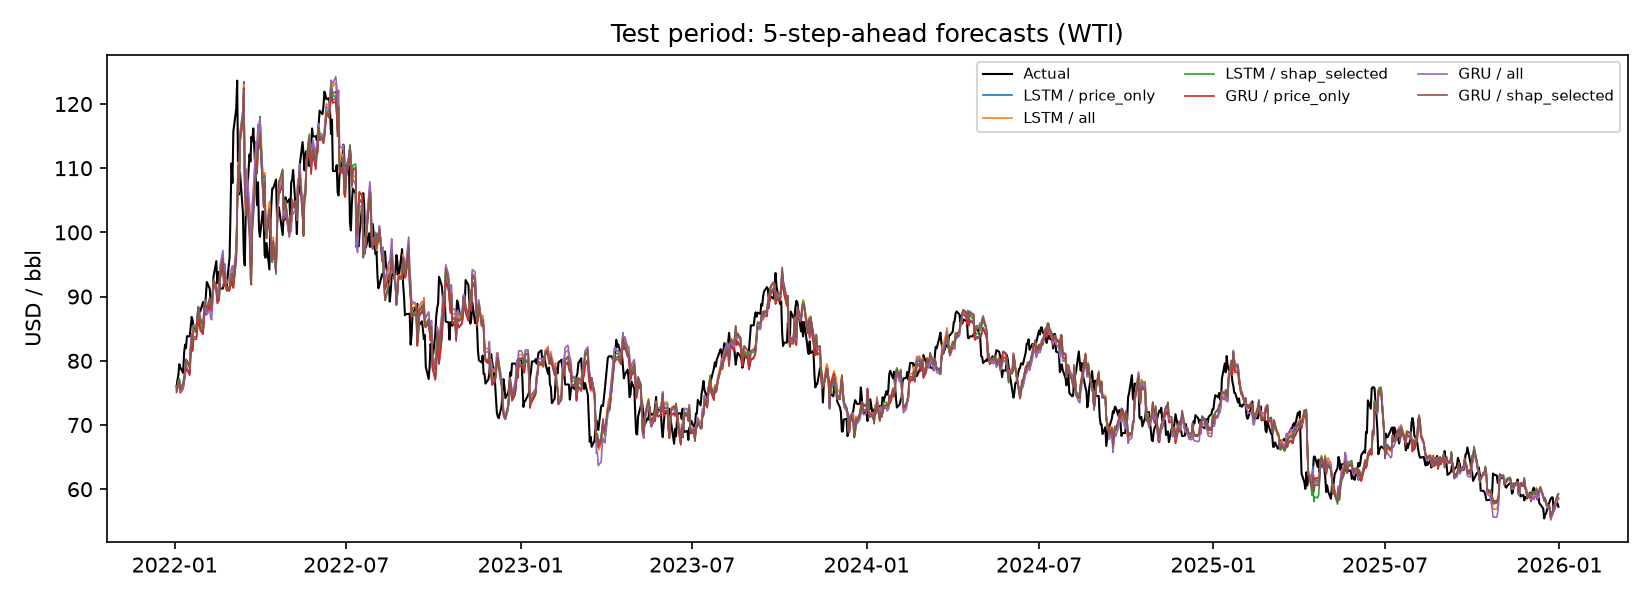 Test period: 5-step-ahead forecasts (WTI)
Actual
LSTM / price_only
LSTM / all
LSTM / shap_selected
GRU / price_only
GRU / all
GRU / shap_selected
USD / bbl
120
110
100
90
80
70
60
2022-01 2022-07 2023-01 2023-07 2024-01 2024-07 2025-01 2025-07 2026-01